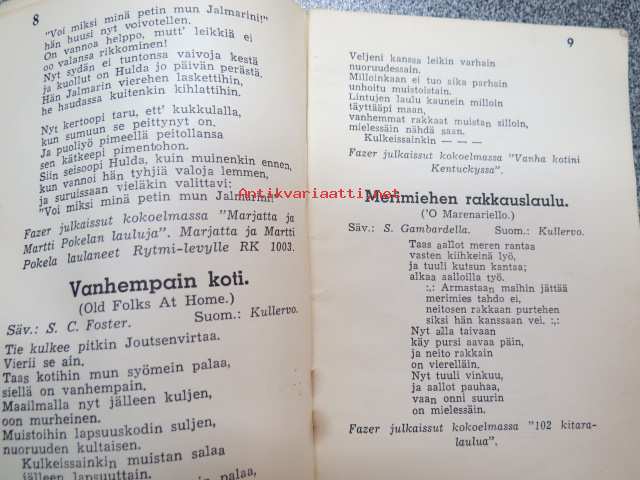 8
"Voi miksi minä petin mun Jalmarini!"
hän huusi nyt voivotellen.
On vannoa helppo, mutt' leikkiä ei
oo valansa rikkominen!
Nyt sydän ei tuntonsa vaivoja kestä
ja kuollut on Hulda jo päivän perästä.
Hän Jalmarin vierehen laskettihin,
he haudassa kuitenkin kihlattihin.
Nyt kertoopi taru, ett' kukkulalla,
kun sumuun se peittynyt on,
Ja puoliyö pimeellä peitollansa
sen kätkeepi pimentohon.
Siin seisoopi Hulda, kuin muinenkin ennen,
kun vannoi hän tyhjiä valoja lemmen,
ja suruissaan vieläkin valittavi:
"Voi miksi minä petin mun Jalmarini!"
Fazer julkaissut kokoelmassa "Marjatta ja
Martti Pokelan lauluja". Marjatta ja Martti
Pokela laulaneet Rytmi-levylle RK 1003.
Vanhempain koti.
(Old Folks At Home.)
Säv.: S. C. Foster. Suom.: Kullervo.
Tie kulkee pitkin Joutsenvirtaa.
Vierii se ain.
Taas kotihin mun syömein palaa,
siellä on vanhempain.
Maailmalla nyt jälleen kuljen,
oon murheinen.
Muistoihin lapsuuskodin suljen,
nuoruuden kultaisen.
Kulkeissainkin muistan salaa
jälleen lapsuuttain.
palaa,
9
Veljeni kanssa leikin varhain
nuoruudessain.
Milloinkaan ei tuo aika parhain
unhoitu muistoistain.
Lintujen laulu kaunein milloin
täyttääpi maan,
vanhemmat rakkaat muistan silloin,
mielessäin nähdä saan.
Kulkeissainkin — — —
Fazer julkaissut kokoelmassa "Vanha kotini
Kentuckyssa".
Antikvariaatti.net
Merimiehen rakkauslaulu.
('O Marenariello.)
Säv.: S. Gambardella. Suom.: Kullervo.
Taas aallot meren rantaa
vasten kiihkeinä lyö,
ja tuuli kutsun kantaa;
alkaa aalloilla työ.
:,: Armastaan maihin jättää
merimies tahdo ei,
neitosen rakkaan purtehen
siksi hän kanssaan vei. :,:
Nyt alla taivaan
käy pursi aavaa päin,
ja neito rakkain
on vierelläin.
Nyt tuuli vinkuu,
ja aallot pauhaa,
vaan onni suurin
on mielessäin.
Fazer julkaissut kokoelmassa "102 kitara-
laulua".